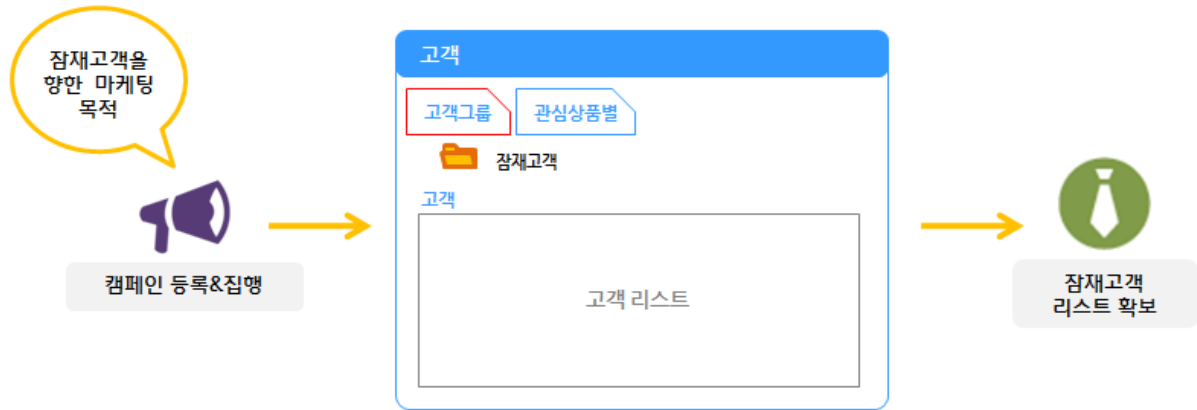 잠재고객을
향한 마케팅
목적
캠페인 등록&집행
고객
고객그룹
관심상품별
잠재고객
고객
고객 리스트
잠재고객
리스트 확보